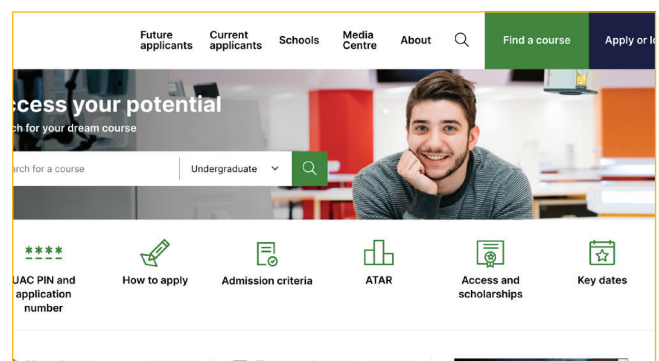 Future applicants
Current applicants
Schools
Media Centre
About
Find a course
Apply or
ccess your potential
ch for your dream course
arch for a course
Undergraduate
****
UAC PIN and application number
How to apply
Admission criteria
ATAR
Access and scholarships
Key dates